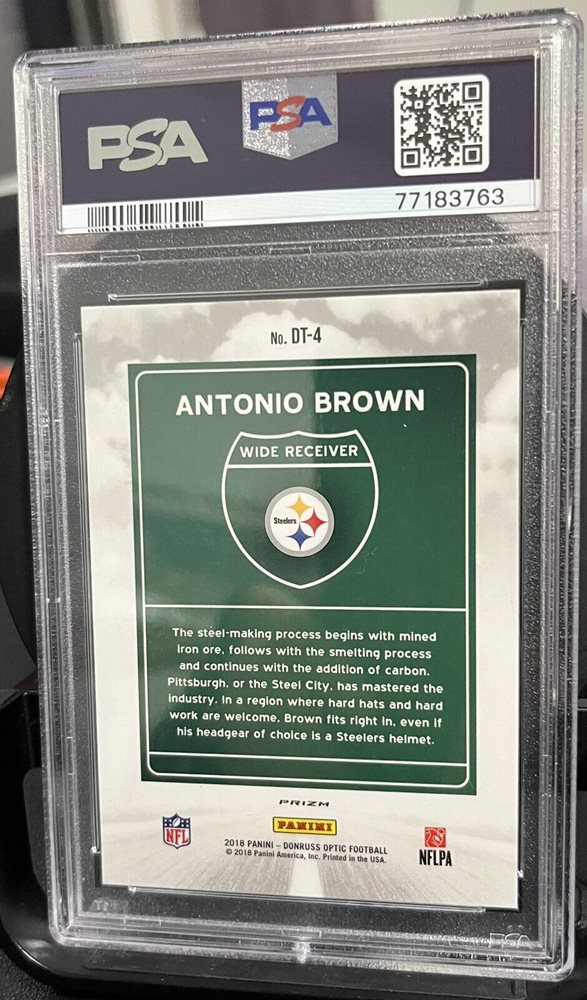 PSA
PSA
77183763
No. DT-4
ANTONIO BROWN
WIDE RECEIVER
Steelers
The steel-making process begins with mined
iron ore, follows with the smelting process
and continues with the addition of carbon.
Pittsburgh, or the Steel City, has mastered the
industry. In a region where hard hats and hard
work are welcome, Brown fits right in, even if
his headgear of choice is a Steelers helmet.
PRIZM
PANINI
NFL
NFLPA
2018 PANINI – DONRUSS OPTIC FOOTBALL
© 2018 Panini America, Inc. Printed in the USA.
PSA